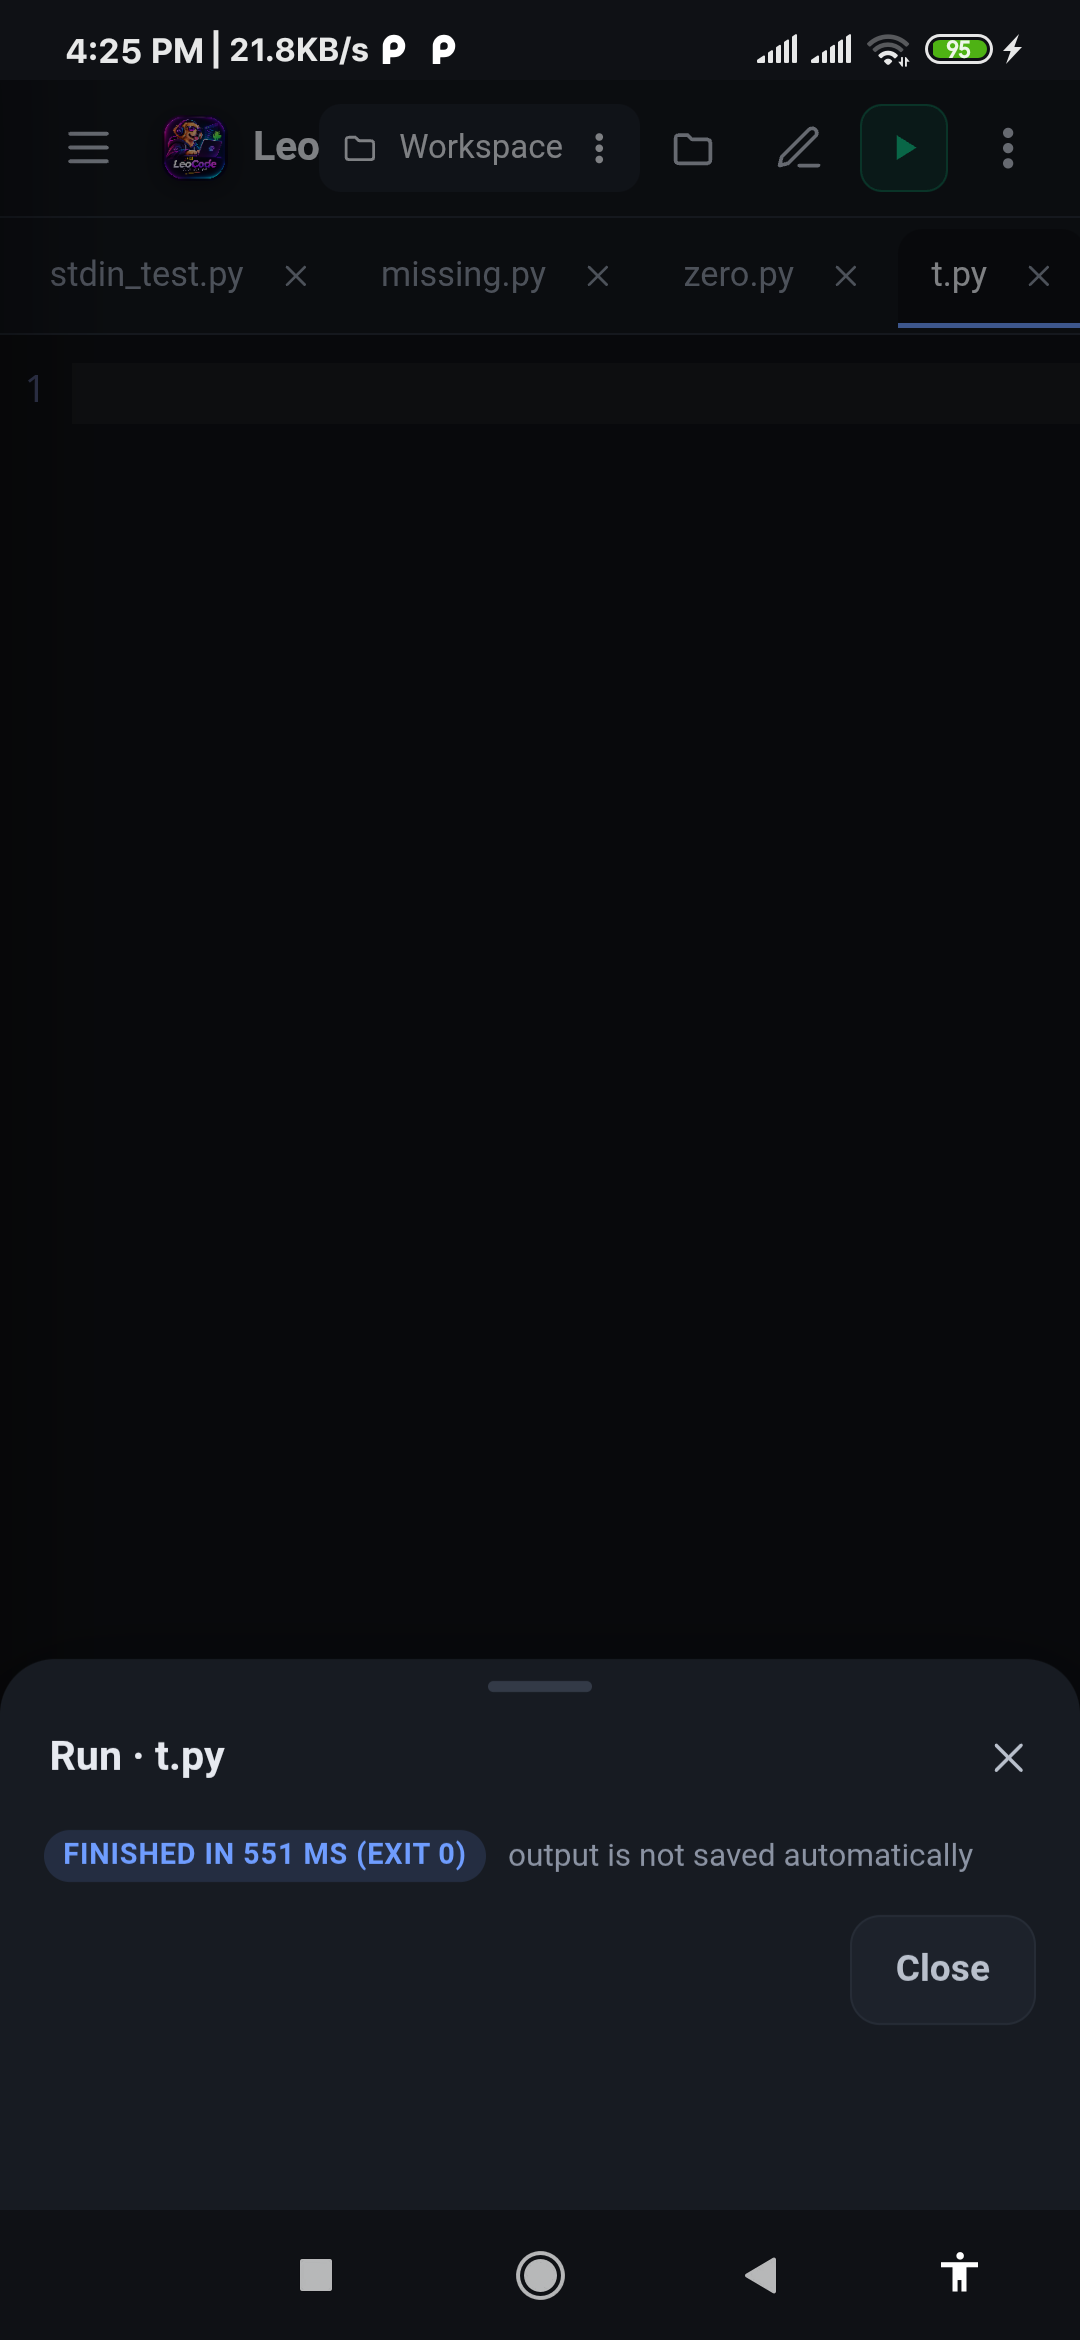 4:25 PM | 21.8KB/s
95
LeoCode
Leo
Workspace
stdin_test.py
missing.py
zero.py
t.py
1
Run · t.py
FINISHED IN 551 MS (EXIT 0)
output is not saved automatically
Close